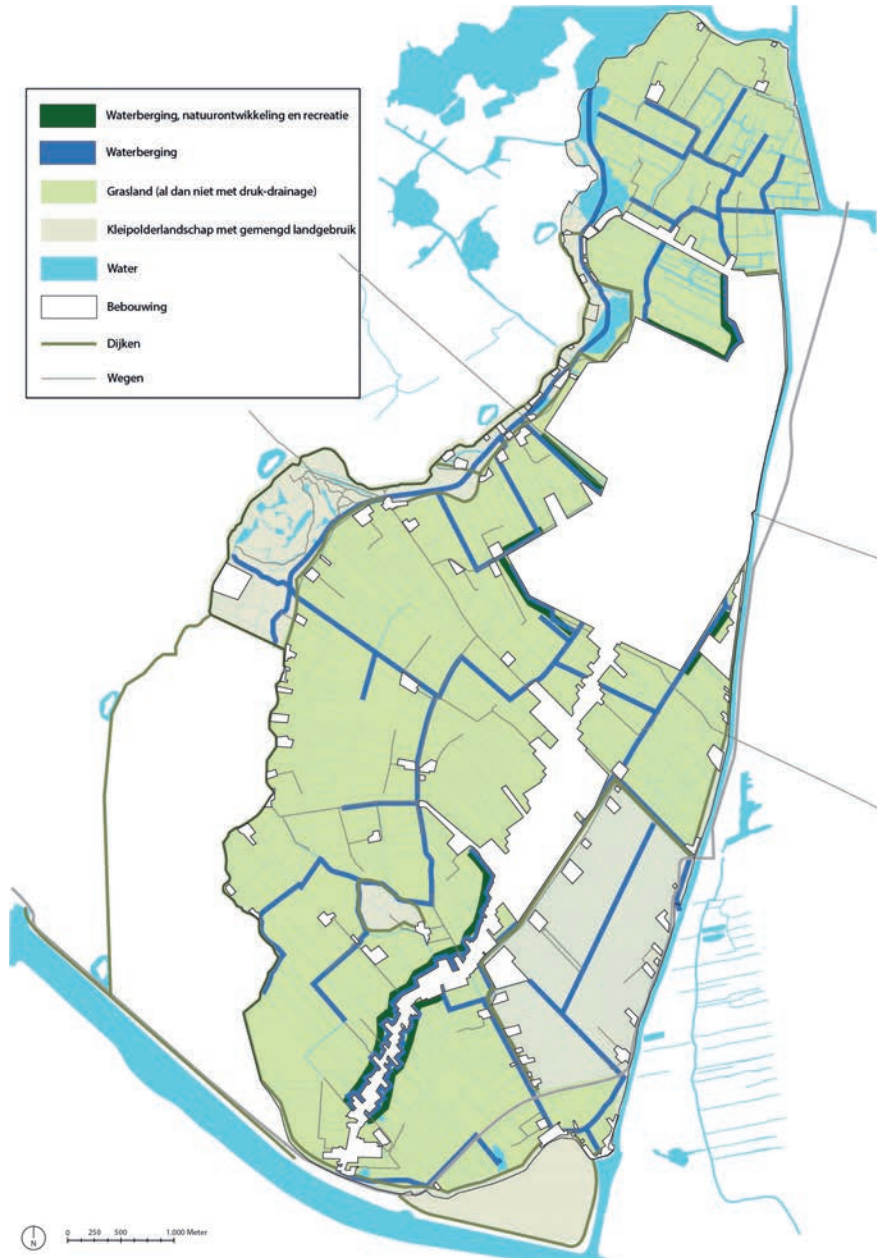 Waterberging, natuurontwikkeling en recreatie
Waterberging
Grasland (al dan niet met druk-drainage)
Kleipolderlandschap met gemengd landgebruik
Water
Bebouwing
Dijken
Wegen
N
0 250 500 1.000 Meter